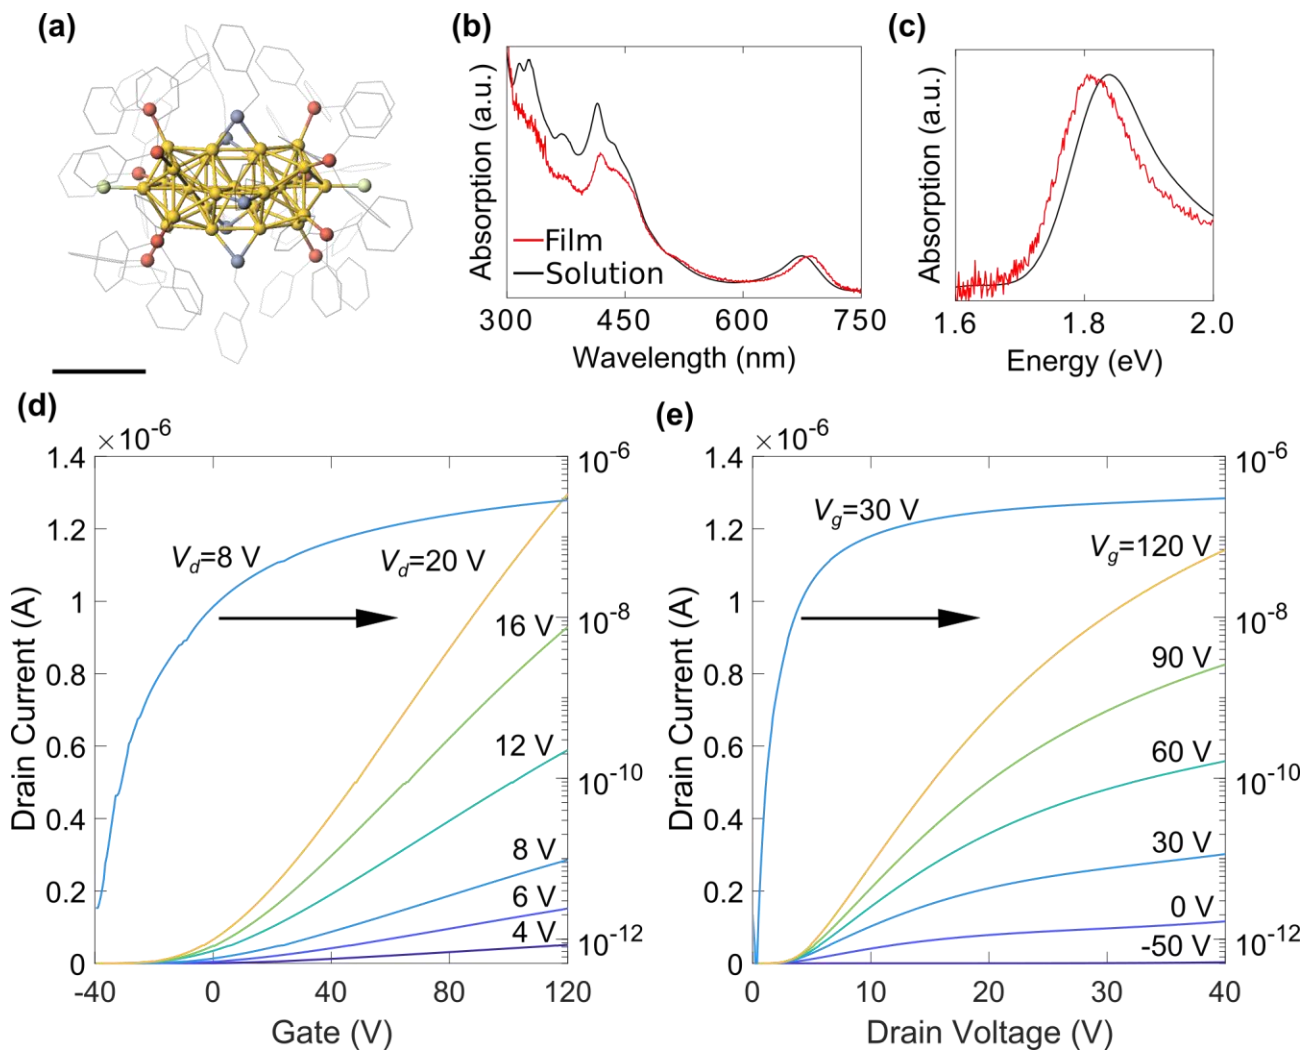 (a)
(b)
Absorption (a.u.)
Film
Solution
300
450
600
750
Wavelength (nm)
(c)
Absorption (a.u.)
1.6
1.8
2.0
Energy (eV)
(d)
×10⁻⁶
Drain Current (A)
1.4
1.2
1
0.8
0.6
0.4
0.2
0
V_d=8 V
V_d=20 V
16 V
12 V
8 V
6 V
4 V
10⁻⁶
10⁻⁸
10⁻¹⁰
10⁻¹²
-40
0
40
80
120
Gate (V)
(e)
×10⁻⁶
Drain Current (A)
1.4
1.2
1
0.8
0.6
0.4
0.2
0
V_g=30 V
V_g=120 V
90 V
60 V
30 V
0 V
-50 V
10⁻⁶
10⁻⁸
10⁻¹⁰
10⁻¹²
0
10
20
30
40
Drain Voltage (V)